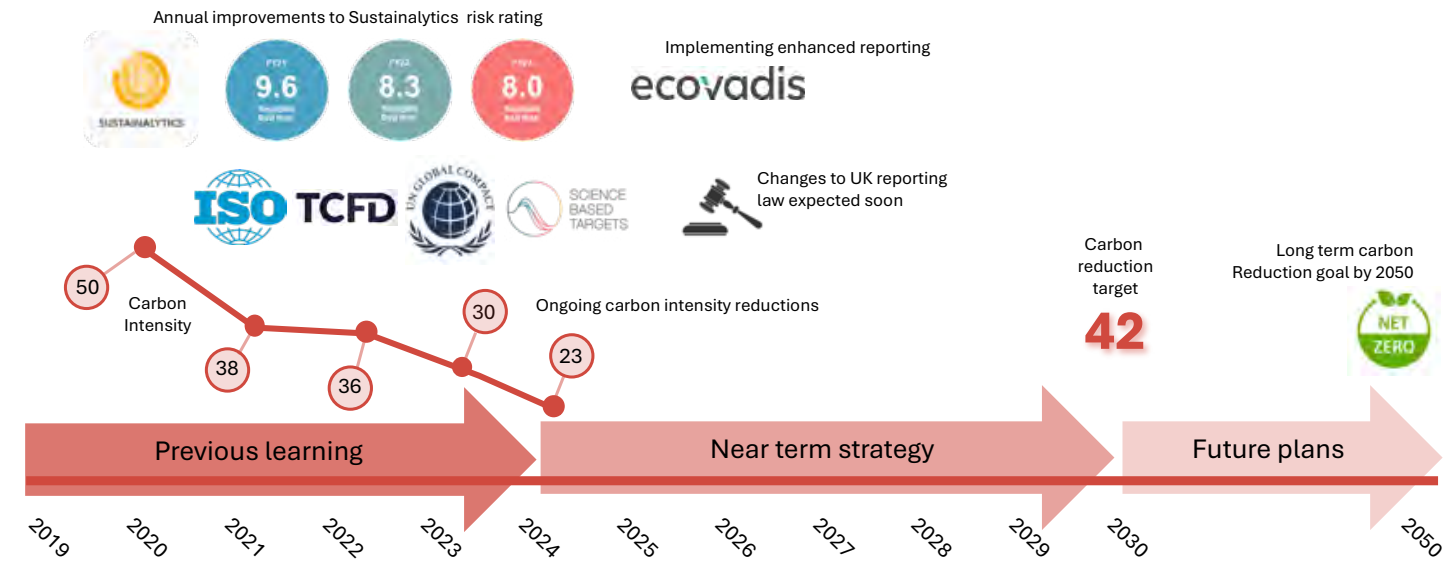 Annual improvements to Sustainalytics risk rating
SUSTAINALYTICS
9.6
8.3
8.0
Implementing enhanced reporting
ecovadis
ISO
TCFD
UN GLOBAL COMPACT
SCIENCE
BASED
TARGETS
Changes to UK reporting
law expected soon
50
Carbon
Intensity
38
36
30
Ongoing carbon intensity reductions
23
Carbon
reduction
target
42
Long term carbon
Reduction goal by 2050
NET
ZERO
Previous learning
Near term strategy
Future plans
2019
2020
2021
2022
2023
2024
2025
2026
2027
2028
2029
2030
2050